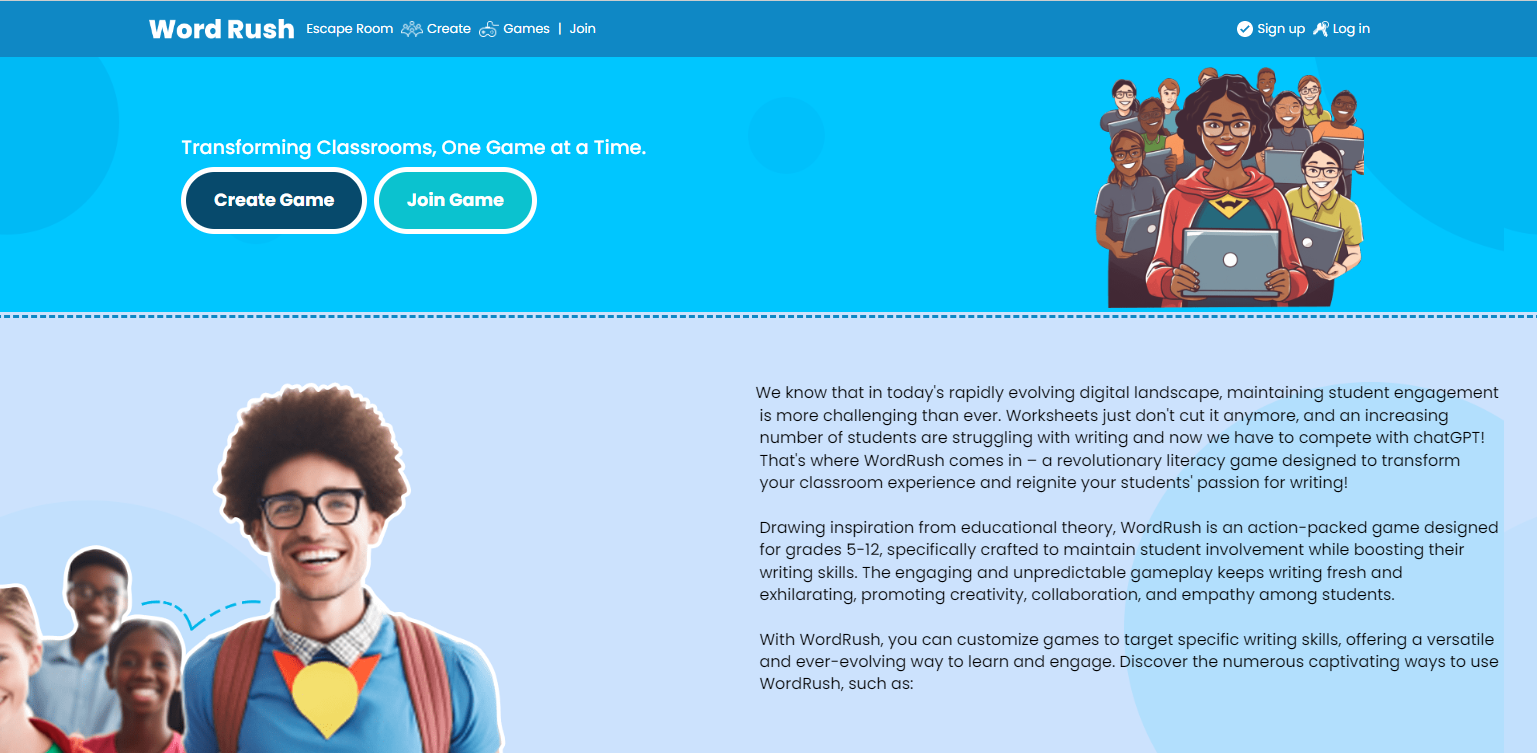 Word Rush Escape Room Create Games | Join Sign up Log in
Transforming Classrooms, One Game at a Time.
Create Game Join Game
We know that in today's rapidly evolving digital landscape, maintaining student engagement
is more challenging than ever. Worksheets just don't cut it anymore, and an increasing
number of students are struggling with writing and now we have to compete with chatGPT!
That's where WordRush comes in – a revolutionary literacy game designed to transform
your classroom experience and reignite your students' passion for writing!
Drawing inspiration from educational theory, WordRush is an action-packed game designed
for grades 5-12, specifically crafted to maintain student involvement while boosting their
writing skills. The engaging and unpredictable gameplay keeps writing fresh and
exhilarating, promoting creativity, collaboration, and empathy among students.
With WordRush, you can customize games to target specific writing skills, offering a versatile
and ever-evolving way to learn and engage. Discover the numerous captivating ways to use
WordRush, such as: